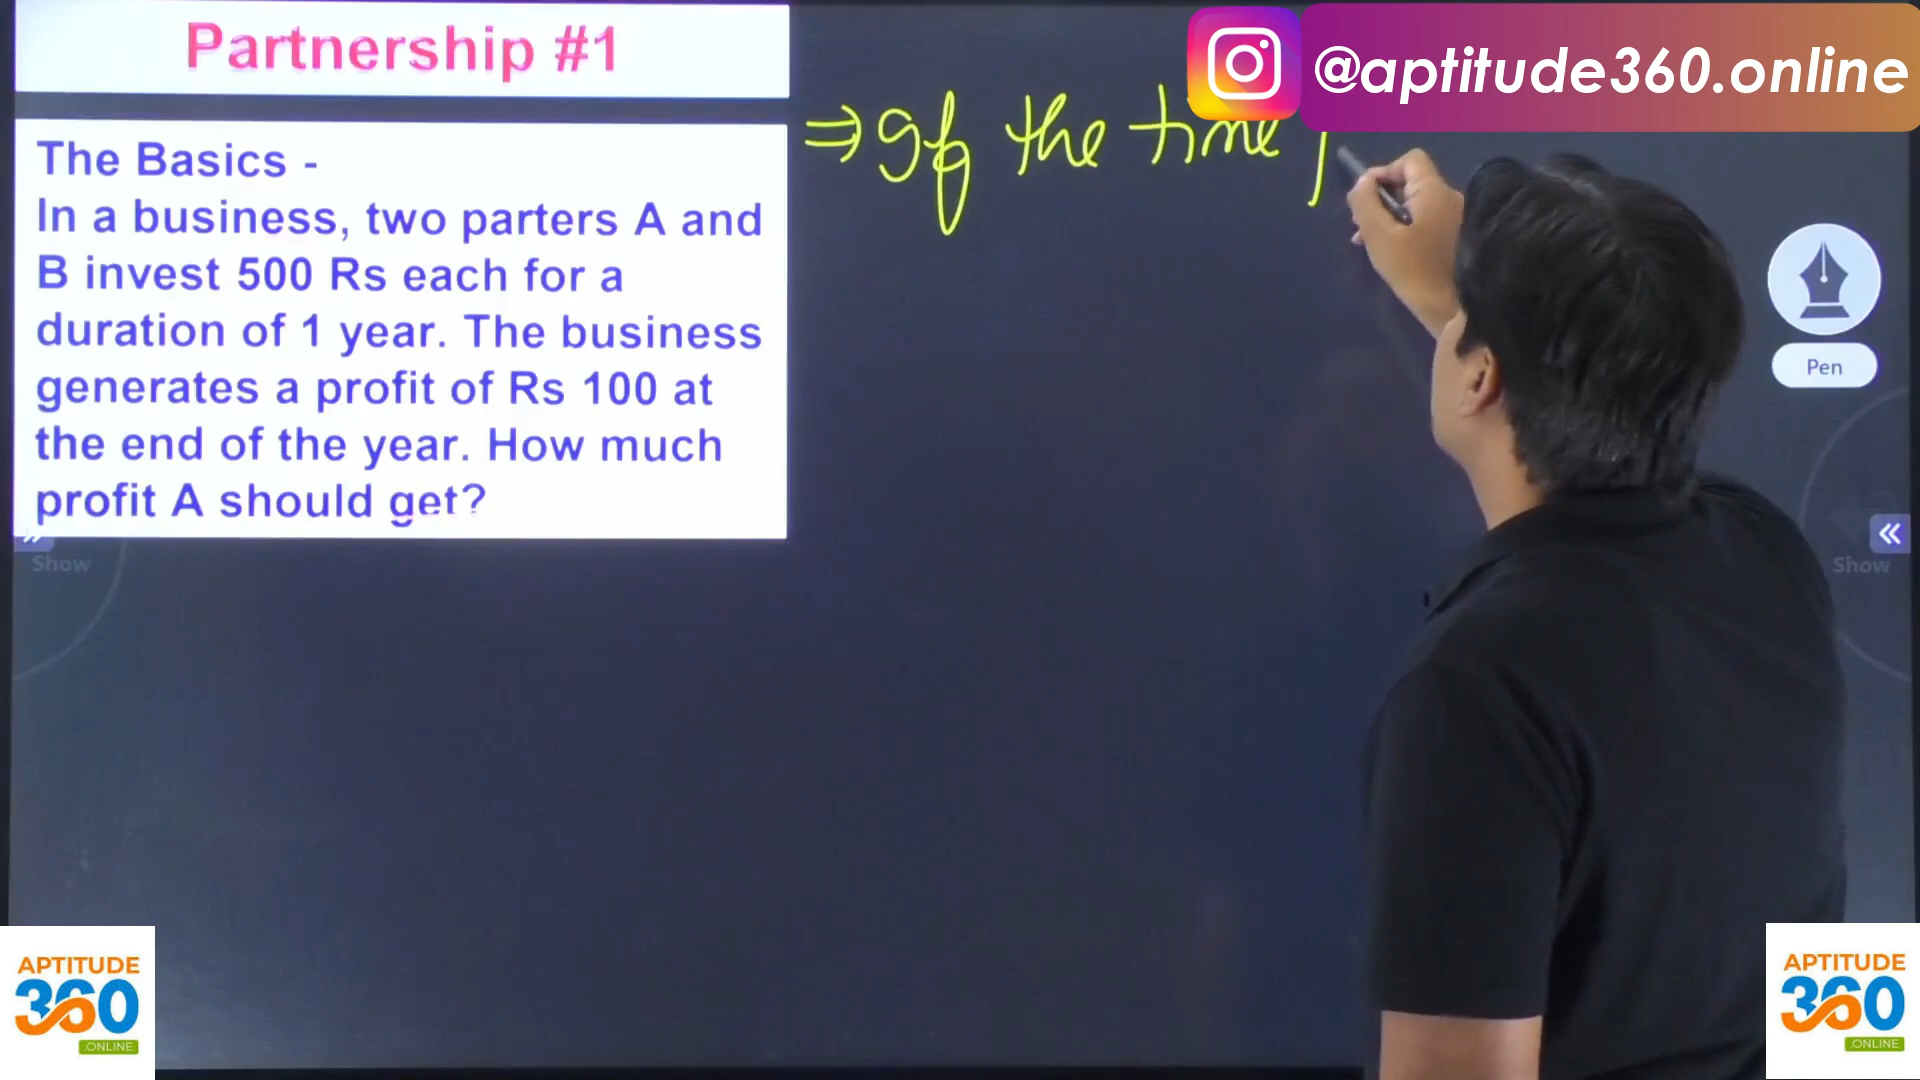 Partnership #1
@aptitude360.online
⇒ If the time
The Basics -
In a business, two parters A and
B invest 500 Rs each for a
duration of 1 year. The business
generates a profit of Rs 100 at
the end of the year. How much
profit A should get?
Pen
Show
Show
APTITUDE
360
.ONLINE
APTITUDE
360
.ONLINE